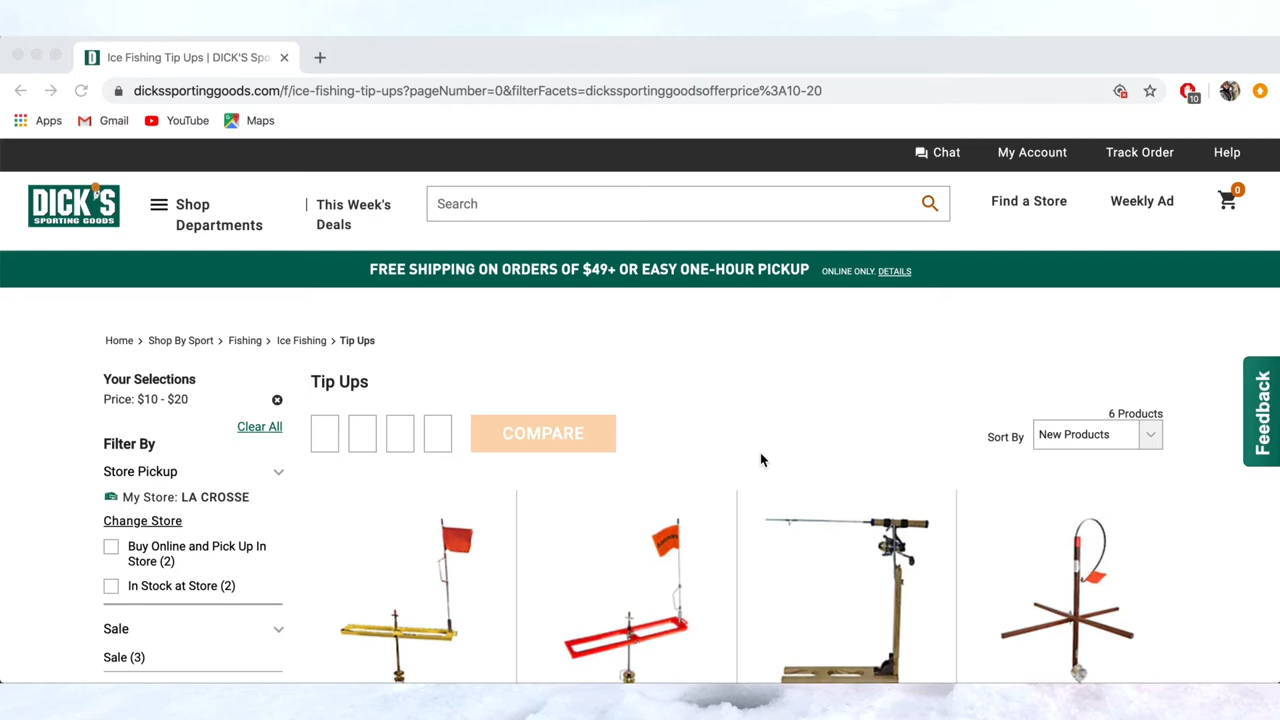 Ice Fishing Tip Ups | DICK'S Spo
dickssportinggoods.com/f/ice-fishing-tip-ups?pageNumber=0&filterFacets=dickssportinggoodsofferprice%3A10-20
10
Apps Gmail YouTube Maps
Chat My Account Track Order Help
DICK'S
SPORTING GOODS
Shop
Departments
This Week's
Deals
Search
Find a Store
Weekly Ad
0
FREE SHIPPING ON ORDERS OF $49+ OR EASY ONE-HOUR PICKUP ONLINE ONLY. DETAILS
Home > Shop By Sport > Fishing > Ice Fishing > Tip Ups
Your Selections
Price: $10 - $20
Clear All
Filter By
Store Pickup
My Store: LA CROSSE
Change Store
Buy Online and Pick Up In
Store (2)
In Stock at Store (2)
Sale
Sale (3)
Tip Ups
COMPARE
6 Products
Sort By New Products
Feedback